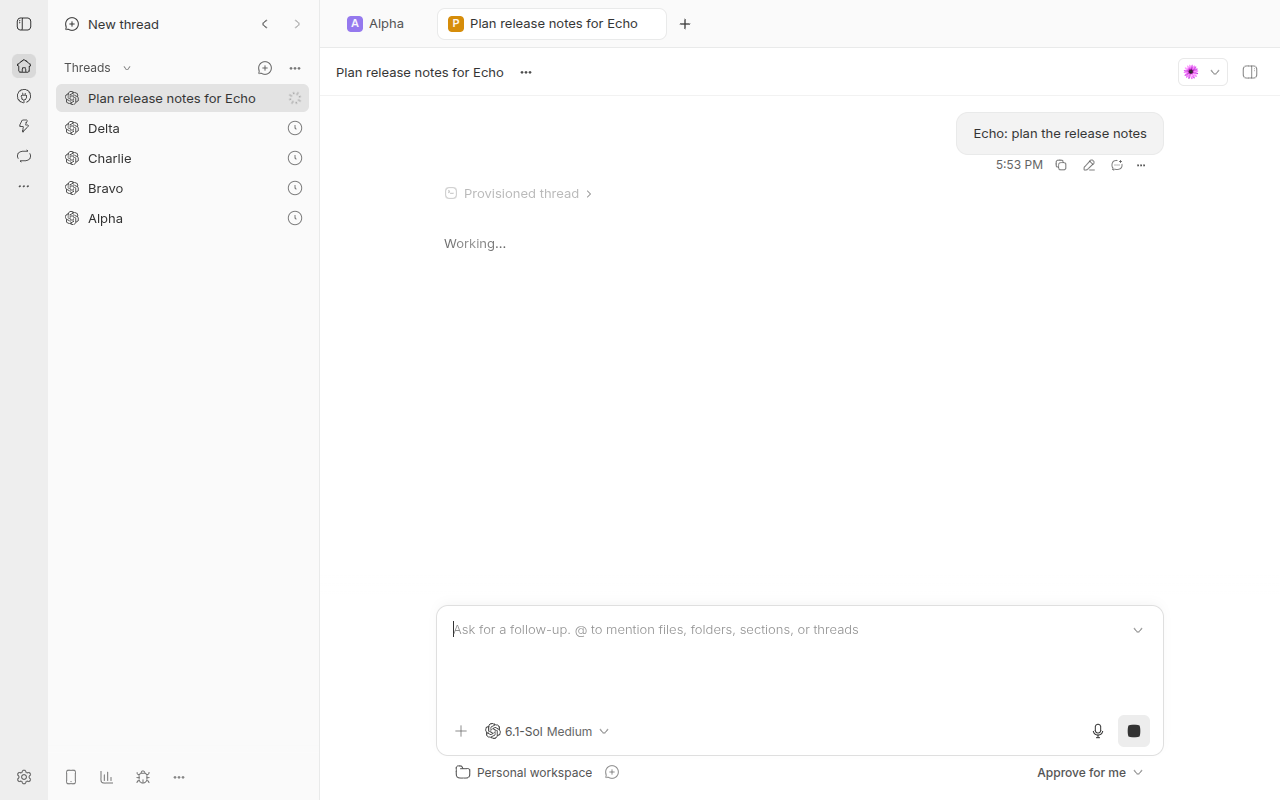 New thread
Threads
Plan release notes for Echo
Delta
Charlie
Bravo
Alpha
A Alpha
P Plan release notes for Echo
Plan release notes for Echo
Echo: plan the release notes
5:53 PM
Provisioned thread
Working...
Ask for a follow-up. @ to mention files, folders, sections, or threads
6.1-Sol Medium
Personal workspace
Approve for me